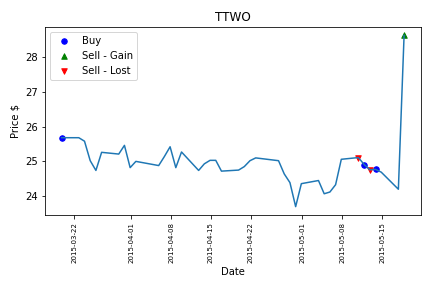 TTWO
Buy
Sell - Gain
Sell - Lost
Price $
28
27
26
25
24
2015-03-22
2015-04-01
2015-04-08
2015-04-15
2015-04-22
2015-05-01
2015-05-08
2015-05-15
Date